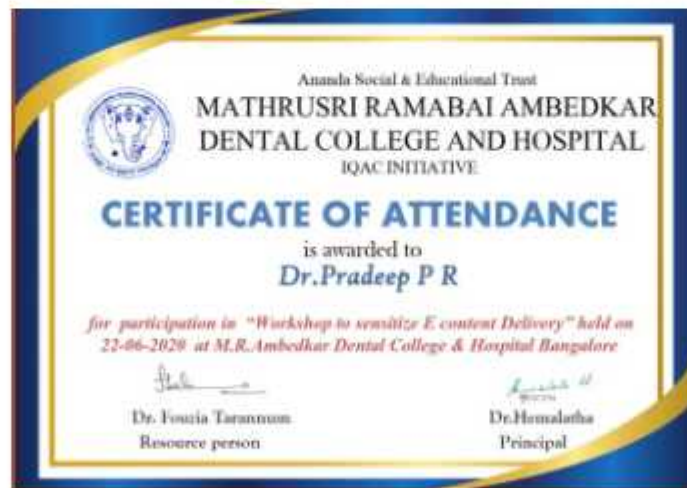 Ananda Social & Educational Trust
MATHRUSRI RAMABAI AMBEDKAR
DENTAL COLLEGE AND HOSPITAL
IQAC INITIATIVE
CERTIFICATE OF ATTENDANCE
is awarded to
Dr.Pradeep P R
for participation in "Workshop to sensitize E content Delivery" held on
22-06-2020 at M.R.Ambedkar Dental College & Hospital Bangalore
Dr. Fouzia Tarannum
Dr.Hemalatha
Resource person
Principal